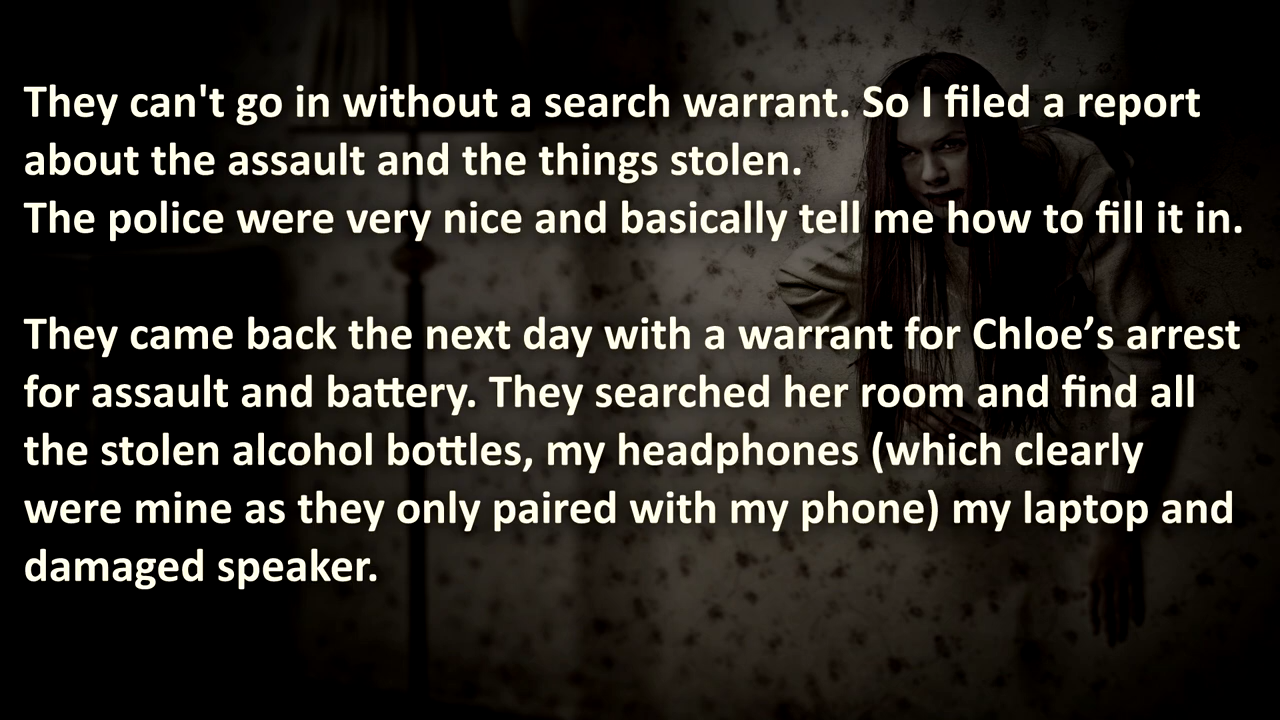 They can't go in without a search warrant. So I filed a report
about the assault and the things stolen.
The police were very nice and basically tell me how to fill it in.
They came back the next day with a warrant for Chloe’s arrest
for assault and battery. They searched her room and find all
the stolen alcohol bottles, my headphones (which clearly
were mine as they only paired with my phone) my laptop and
damaged speaker.